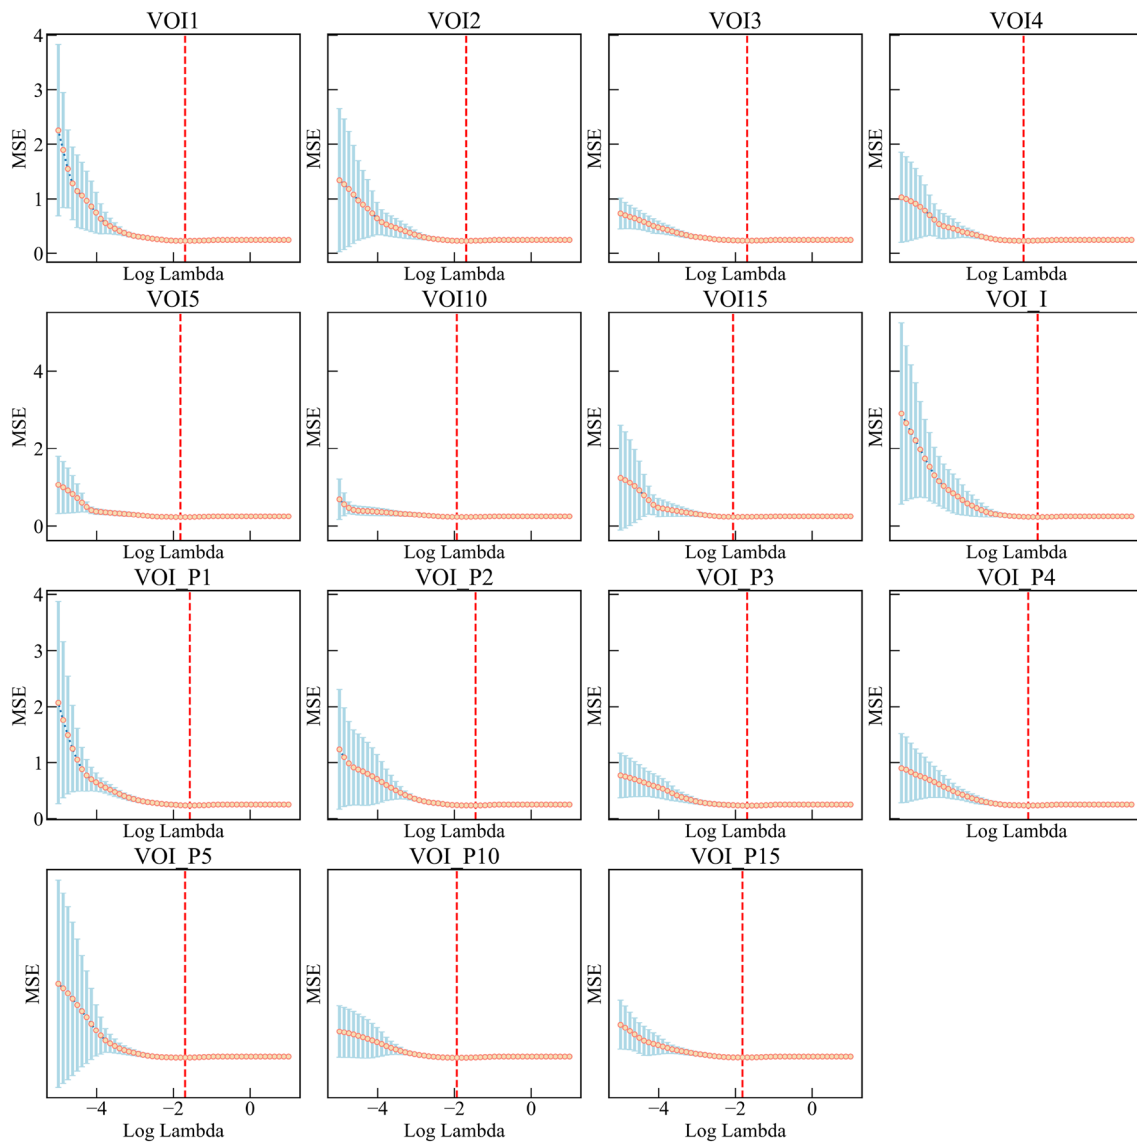 VOI1 VOI2 VOI3 VOI4
4
3
2
1
0
MSE MSE MSE MSE
Log Lambda Log Lambda Log Lambda Log Lambda
VOI5 VOI10 VOI15 VOI_I
4
2
0
MSE MSE MSE MSE
Log Lambda Log Lambda Log Lambda Log Lambda
VOI_P1 VOI_P2 VOI_P3 VOI_P4
4
3
2
1
0
MSE MSE MSE MSE
Log Lambda Log Lambda Log Lambda Log Lambda
VOI_P5 VOI_P10 VOI_P15
MSE MSE MSE
−4 −2 0 −4 −2 0 −4 −2 0
Log Lambda Log Lambda Log Lambda